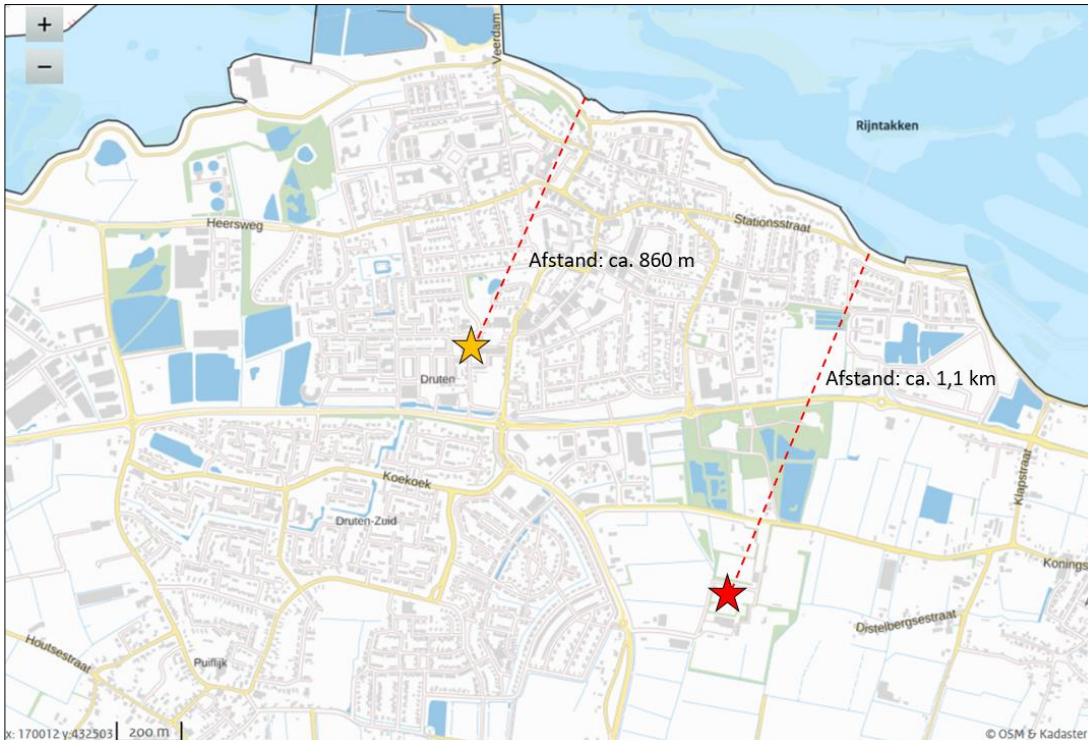 +
−
Veerdam
Rijntakken
Heersweg
Stationsstraat
Afstand: ca. 860 m
Afstand: ca. 1,1 km
Druten
Klapstraat
Koekoek
Druten-Zuid
Konings
Distelbergsestraat
Houtsestraat
Puiflijk
x: 170012 y:432503
200 m
© OSM & Kadaster